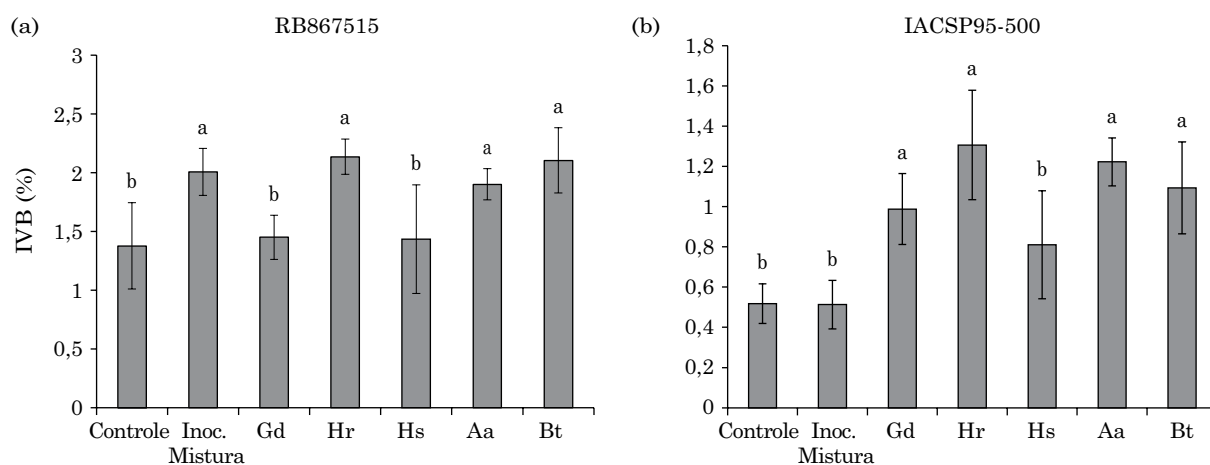 (a) RB867515
IVB (%)
3
2,5
2
1,5
1
0,5
0
b a b a b a a
Controle Inoc. Gd Hr Hs Aa Bt
Mistura
(b) IACSP95-500
1,8
1,6
1,4
1,2
1
0,8
0,6
0,4
0,2
0
b b a a b a a
Controle Inoc. Gd Hr Hs Aa Bt
Mistura